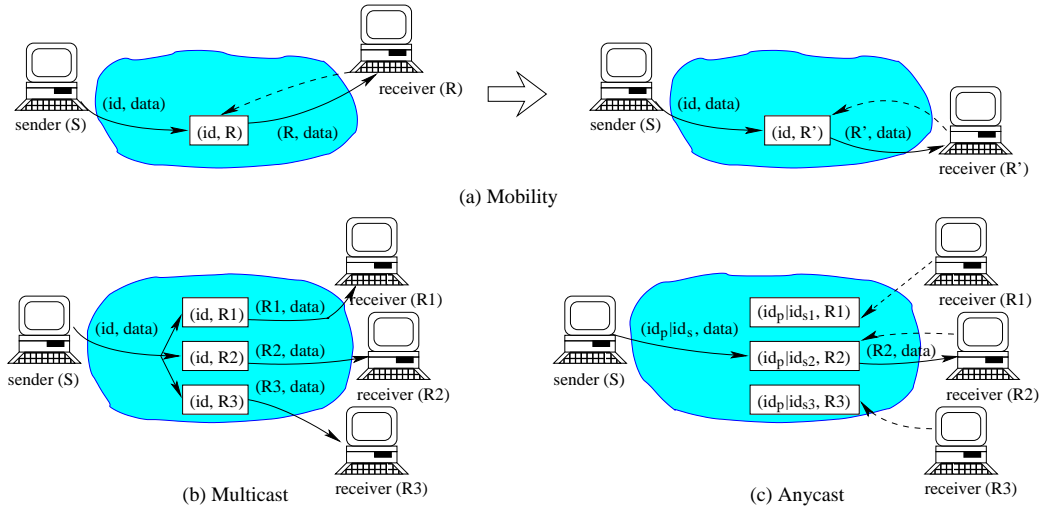 receiver (R)
(id, data)
sender (S)
(id, R)
(R, data)
(id, data)
sender (S)
(id, R’)
(R’, data)
receiver (R’)
(a) Mobility
(id, data)
sender (S)
(id, R1)
(R1, data)
receiver (R1)
(id, R2)
(R2, data)
receiver (R2)
(id, R3)
(R3, data)
receiver (R3)
(b) Multicast
(idp|ids, data)
sender (S)
(idp|ids1, R1)
receiver (R1)
(idp|ids2, R2)
(R2, data)
receiver (R2)
(idp|ids3, R3)
receiver (R3)
(c) Anycast